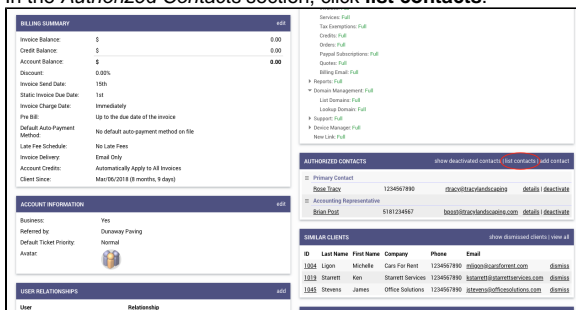 In the Authorized Contacts section, click list contacts.
BILLING SUMMARY edit
Invoice Balance: $ 0.00
Credit Balance: $ 0.00
Account Balance: $ 0.00
Discount: 0.00%
Invoice Send Date: 15th
Static Invoice Due Date: 1st
Invoice Charge Date: Immediately
Pre Bill: Up to the due date of the invoice
Default Auto-Payment Method: No default auto-payment method on file
Late Fee Schedule: No Late Fees
Invoice Delivery: Email Only
Account Credits: Automatically Apply to All Invoices
Client Since: Mar/06/2018 (8 months, 9 days)
ACCOUNT INFORMATION edit
Business: Yes
Referred by: Dunaway Paving
Default Ticket Priority: Normal
Avatar:
USER RELATIONSHIPS add
User Relationship
Services: Full
Tax Exemptions: Full
Credits: Full
Orders: Full
Paypal Subscriptions: Full
Quotes: Full
Billing Email: Full
Reports: Full
Domain Management: Full
List Domains: Full
Lookup Domain: Full
Support: Full
Device Manager: Full
New Link: Full
AUTHORIZED CONTACTS show deactivated contacts | list contacts | add contact
Primary Contact
Rose Tracy 1234567890 rtracy@tracylandscaping details | deactivate
Accounting Representative
Brian Post 5181234567 bpost@tracylandscaping.com details | deactivate
SIMILAR CLIENTS show dismissed clients | view all
ID Last Name First Name Company Phone Email
1004 Ligon Michelle Cars For Rent 1234567890 mligon@carsforrent.com dismiss
1019 Starrett Ken Starrett Services 1234567890 kstarrett@starrettservices.com dismiss
1045 Stevens James Office Solutions 1234567890 jstevens@officesolutions.com dismiss